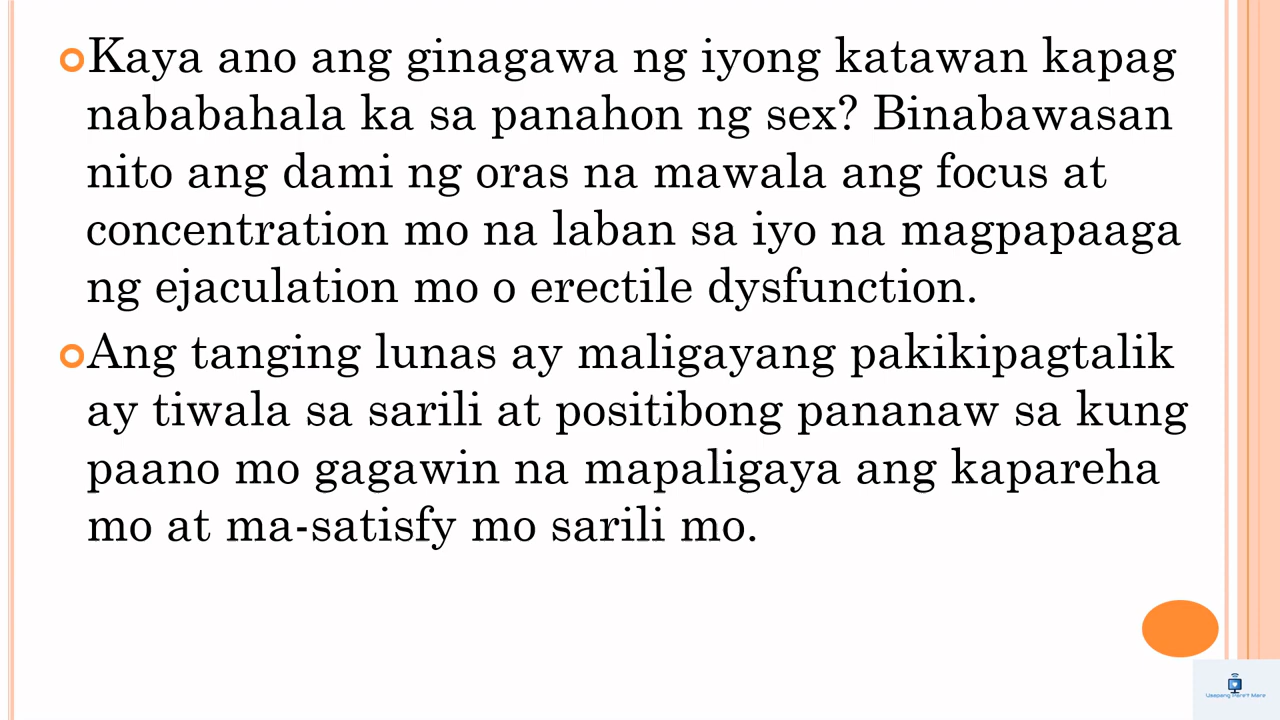 Kaya ano ang ginagawa ng iyong katawan kapag
nababahala ka sa panahon ng sex? Binabawasan
nito ang dami ng oras na mawala ang focus at
concentration mo na laban sa iyo na magpapaaga
ng ejaculation mo o erectile dysfunction.
Ang tanging lunas ay maligayang pakikipagtalik
ay tiwala sa sarili at positibong pananaw sa kung
paano mo gagawin na mapaligaya ang kapareha
mo at ma-satisfy mo sarili mo.